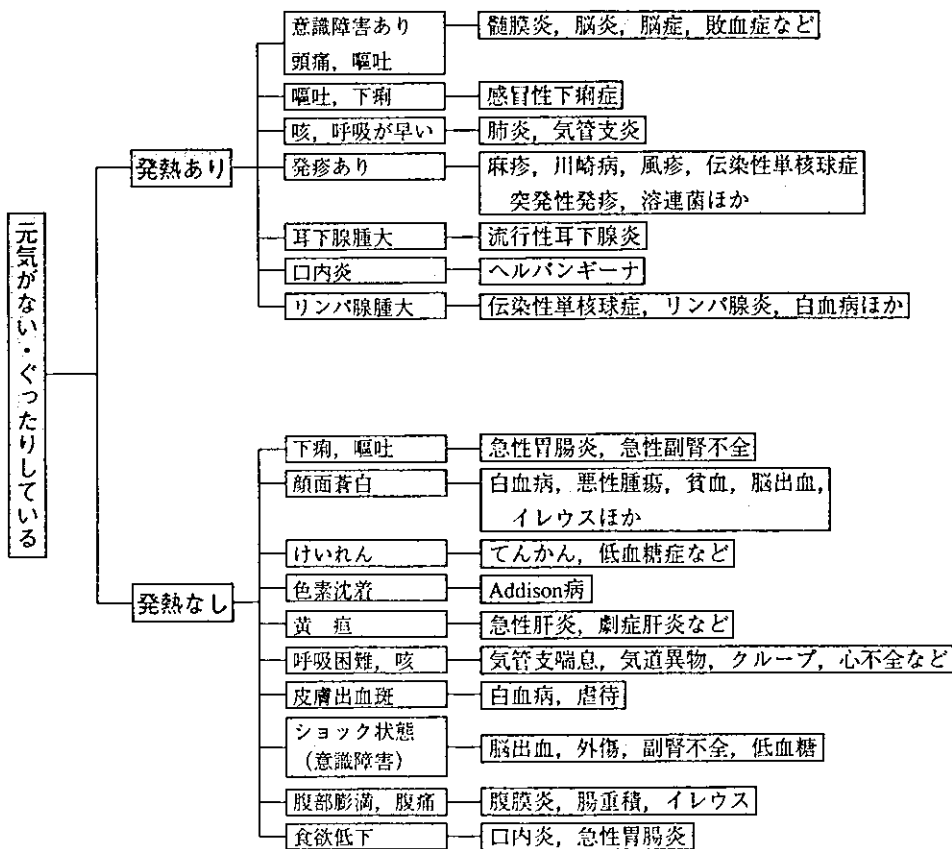 元気がない・ぐったりしている
発熱あり
意識障害あり
頭痛，嘔吐
髄膜炎，脳炎，脳症，敗血症など
嘔吐，下痢
感冒性下痢症
咳，呼吸が早い
肺炎，気管支炎
発疹あり
麻疹，川崎病，風疹，伝染性単核球症
突発性発疹，溶連菌ほか
耳下腺腫大
流行性耳下腺炎
口内炎
ヘルパンギーナ
リンパ腺腫大
伝染性単核球症，リンパ腺炎，白血病ほか
発熱なし
下痢，嘔吐
急性胃腸炎，急性副腎不全
顔面蒼白
白血病，悪性腫瘍，貧血，脳出血，
イレウスほか
けいれん
てんかん，低血糖症など
色素沈着
Addison病
黄　疸
急性肝炎，劇症肝炎など
呼吸困難，咳
気管支喘息，気道異物，クループ，心不全など
皮膚出血斑
白血病，虐待
ショック状態
（意識障害）
脳出血，外傷，副腎不全，低血糖
腹部膨満，腹痛
腹膜炎，腸重積，イレウス
食欲低下
口内炎，急性胃腸炎